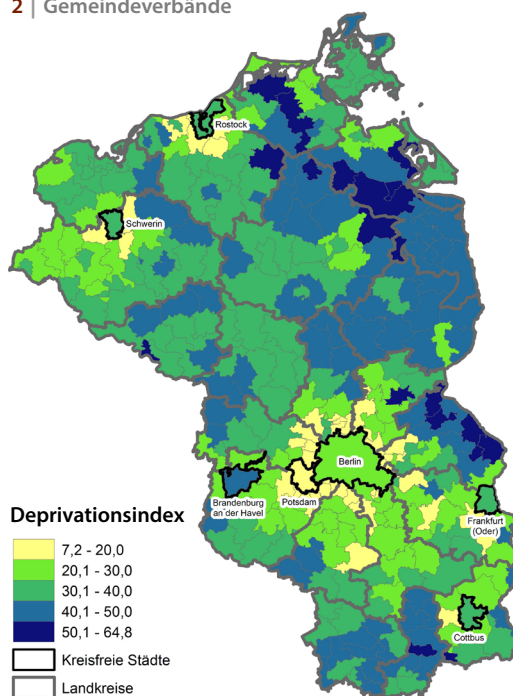 2 | Gemeindeverbände
Rostock
Schwerin
Berlin
Brandenburg
an der Havel
Potsdam
Frankfurt
(Oder)
Cottbus
Deprivationsindex
7,2 - 20,0
20,1 - 30,0
30,1 - 40,0
40,1 - 50,0
50,1 - 64,8
Kreisfreie Städte
Landkreise